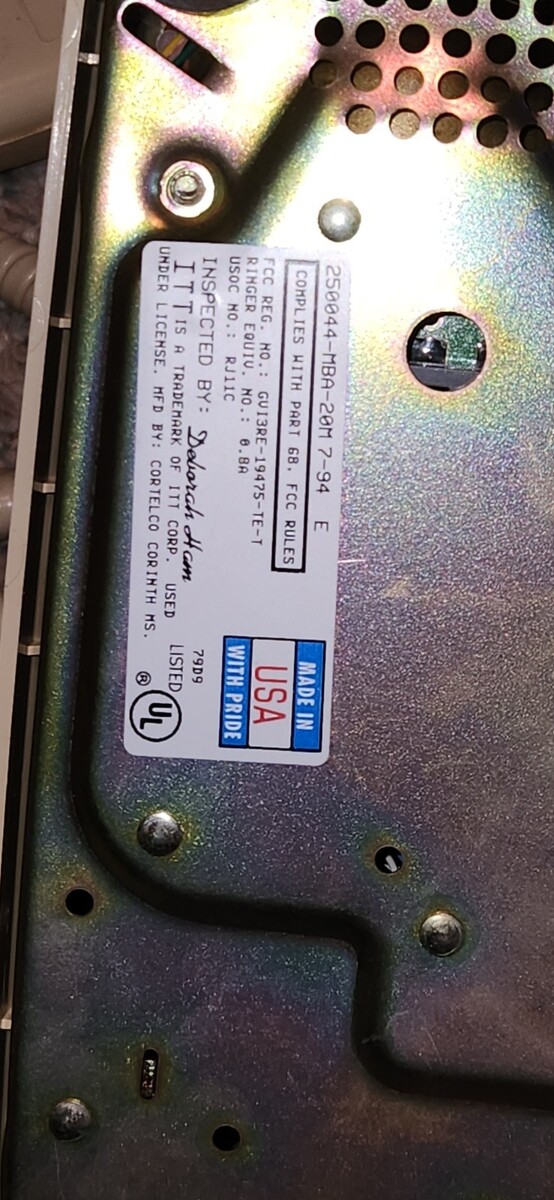 250044-MBA-20M 7-94 E
COMPLIES WITH PART 68, FCC RULES
FCC REG. NO.: GV13RE-19475-TE-T
RINGER EQUIV. NO.: 0.8A
USOC NO.: RJ11C
INSPECTED BY: Deborah Ham
ITT IS A TRADEMARK OF ITT CORP. USED
UNDER LICENSE. MFD BY: CORTELCO CORINTH MS.
MADE IN
USA
WITH PRIDE
79D9
LISTED
UL ®